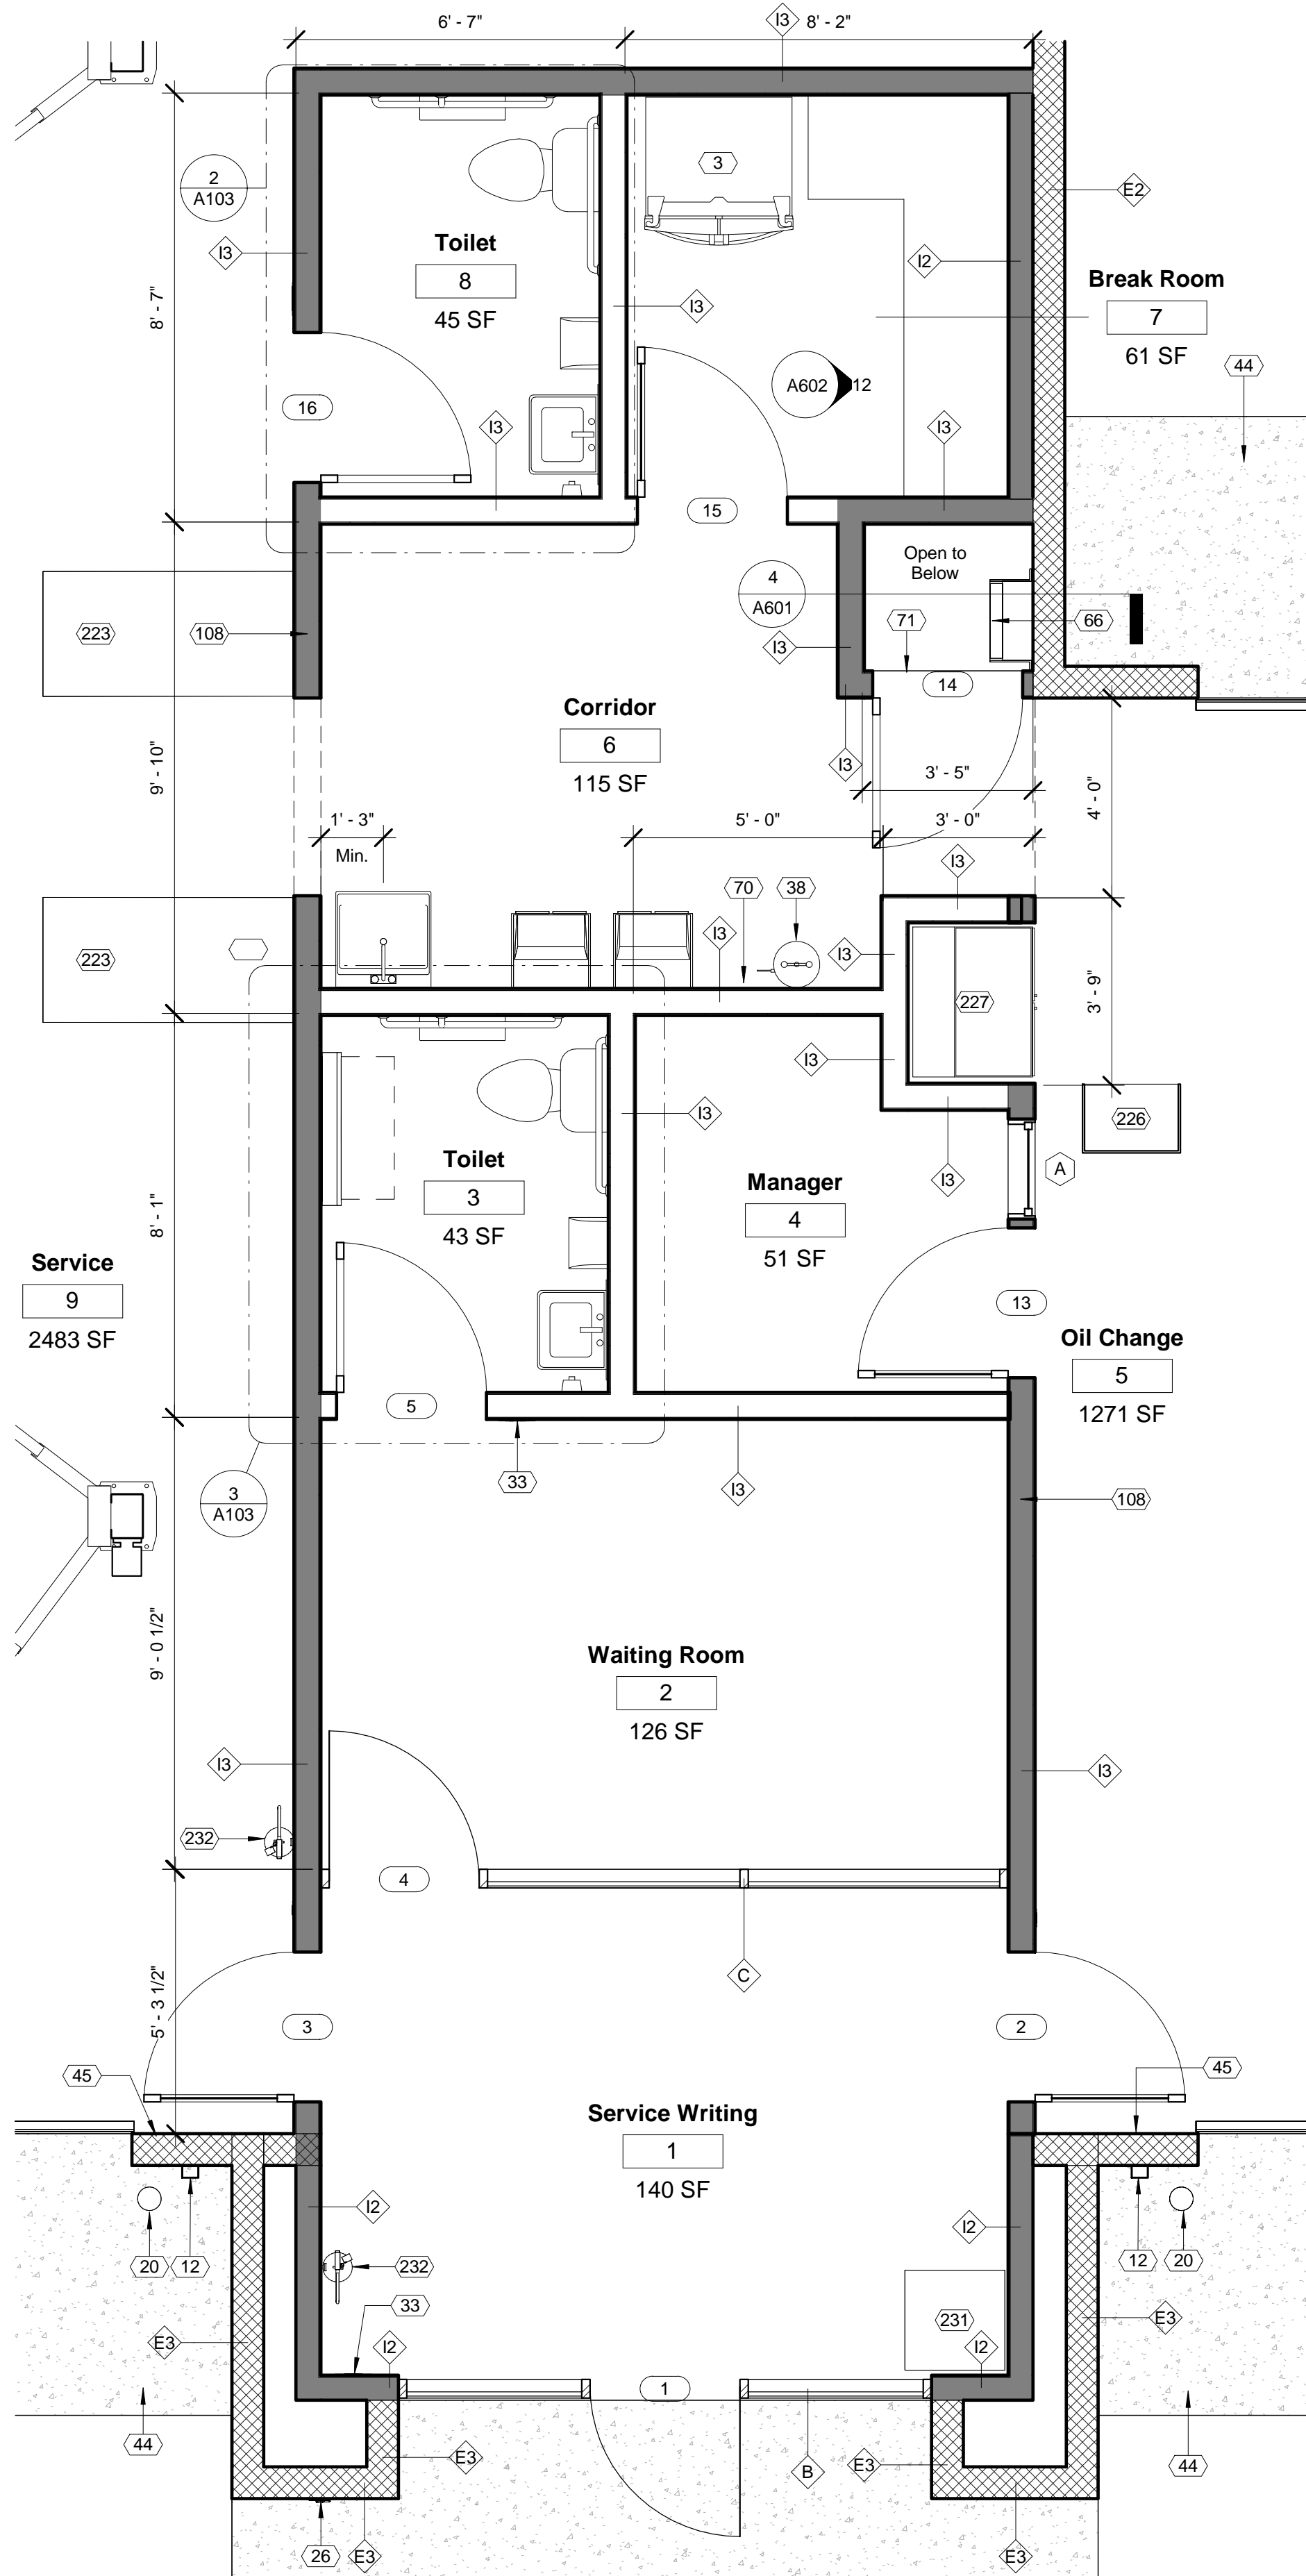 6' - 7"
I3
8' - 2"
2
A103
I3
8' - 7"
Toilet
8
45 SF
3
I3
I2
E2
Break Room
7
61 SF
44
A602
12
16
I3
I3
15
Open to
Below
4
A601
71
66
I3
14
223
108
Corridor
6
115 SF
9' - 10"
I3
3' - 5"
4' - 0"
1' - 3"
Min.
5' - 0"
3' - 0"
I3
70
38
I3
I3
223
227
3' - 9"
I3
I3
226
A
I3
8' - 1"
Toilet
3
43 SF
Manager
4
51 SF
Service
9
2483 SF
13
Oil Change
5
1271 SF
5
33
I3
3
A103
108
9' - 0 1/2"
Waiting Room
2
126 SF
I3
I3
232
4
C
5' - 3 1/2"
3
2
45
45
Service Writing
1
140 SF
I2
I2
20
12
12
20
232
33
231
E3
E3
I2
I2
1
44
E3
B
E3
44
26
E3
E3